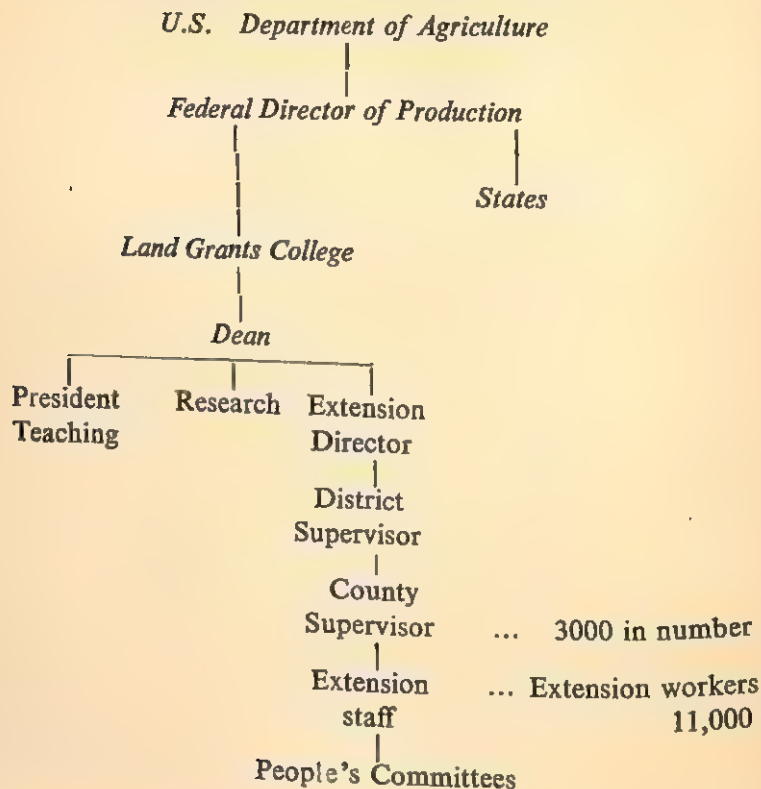 U.S. Department of Agriculture
Federal Director of Production
States
Land Grants College
Dean
President Research Extension
Teaching Director
District
Supervisor
County
Supervisor ... 3000 in number
Extension ... Extension workers
staff 11,000
People's Committees